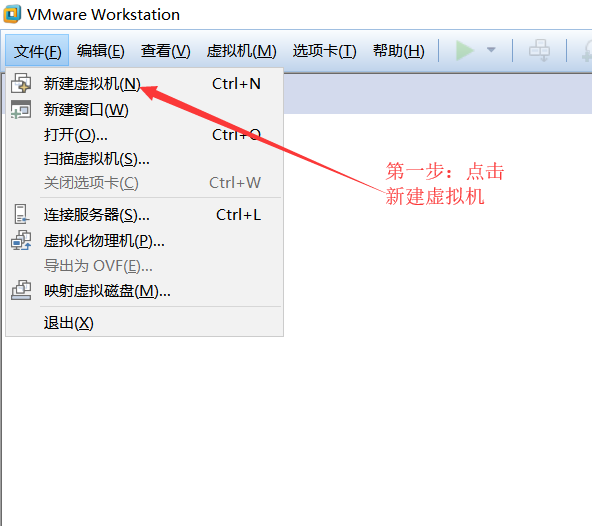 VMware Workstation
文件(F) 编辑(E) 查看(V) 虚拟机(M) 选项卡(T) 帮助(H)
新建虚拟机(N) Ctrl+N
新建窗口(W)
打开(O)... Ctrl+O
扫描虚拟机(S)...
关闭选项卡(C) Ctrl+W
连接服务器(S)... Ctrl+L
虚拟化物理机(P)...
导出为 OVF(E)...
映射虚拟磁盘(M)...
退出(X)
第一步：点击
新建虚拟机